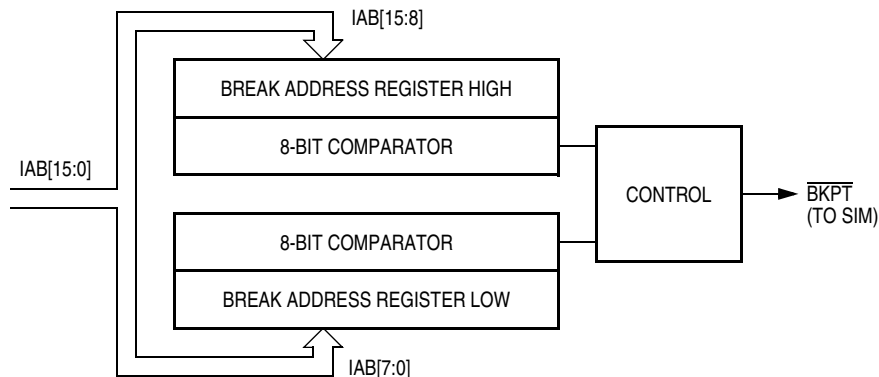 IAB[15:8]
BREAK ADDRESS REGISTER HIGH
8-BIT COMPARATOR
IAB[15:0]
CONTROL
BKPT
(TO SIM)
8-BIT COMPARATOR
BREAK ADDRESS REGISTER LOW
IAB[7:0]